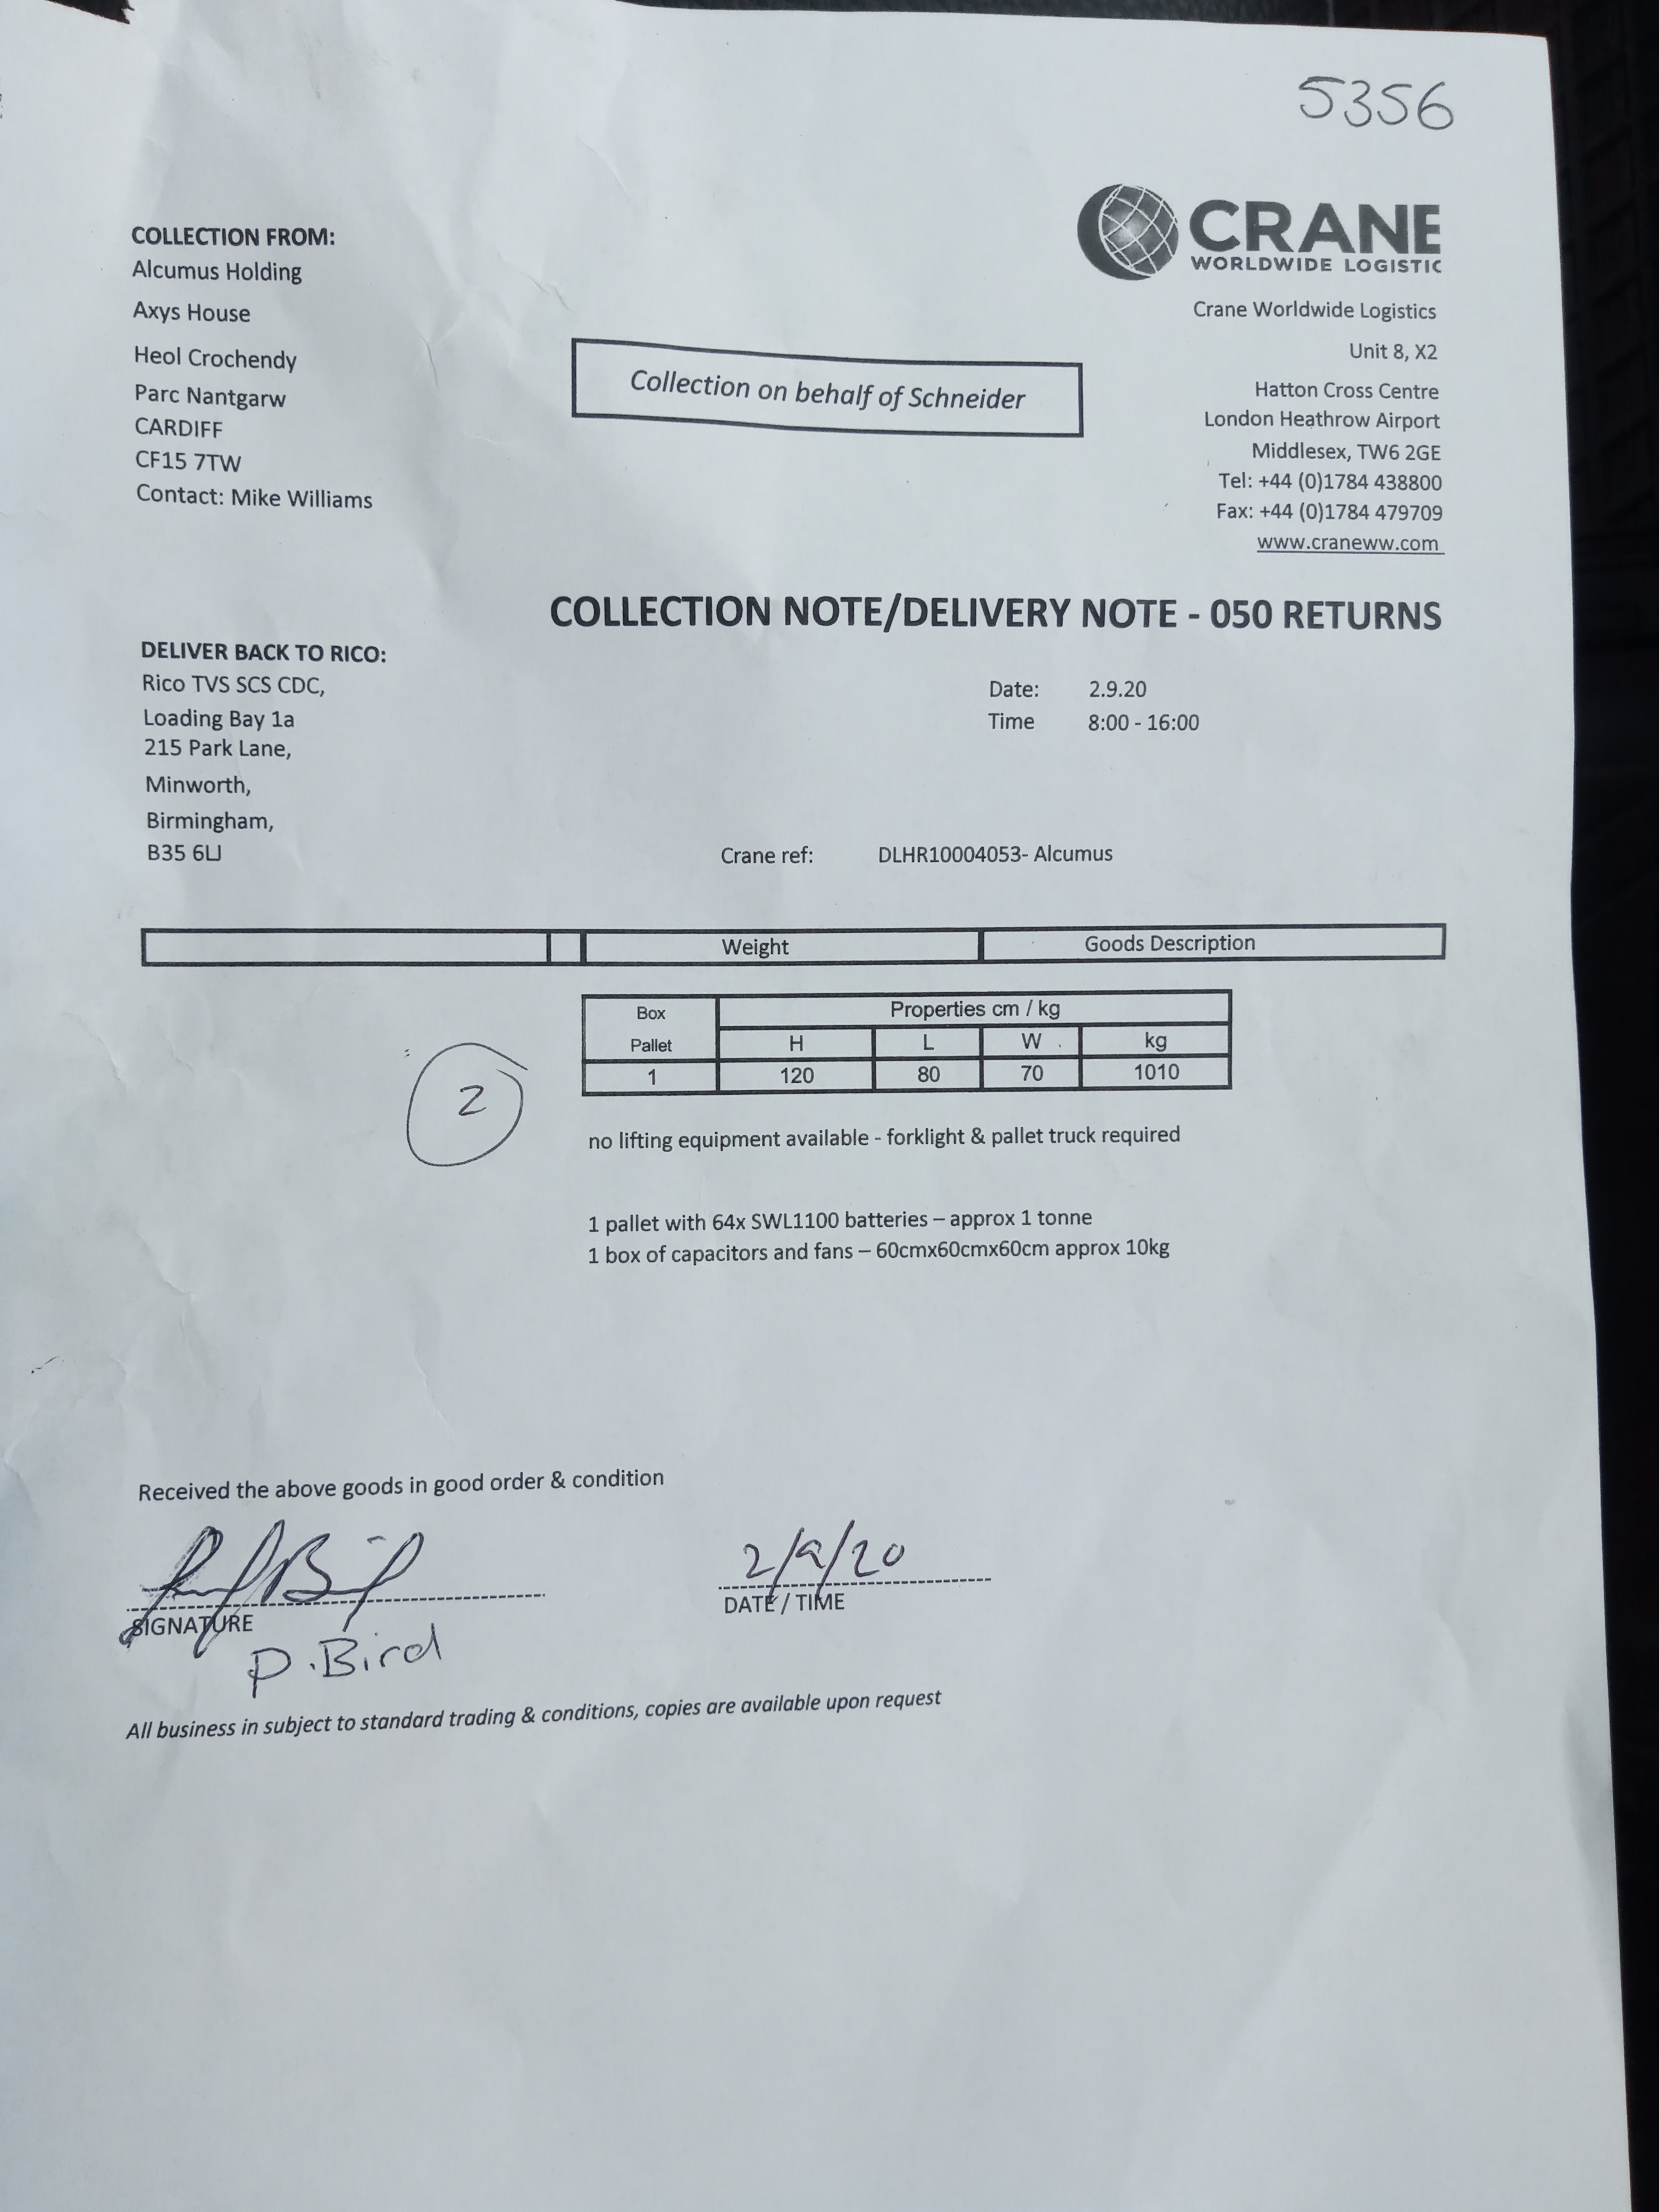 5356
CRANE
WORLDWIDE LOGISTIC
COLLECTION FROM:
Alcumus Holding
Axys House
Heol Crochendy
Parc Nantgarw
CARDIFF
CF15 7TW
Contact: Mike Williams
Collection on behalf of Schneider
Crane Worldwide Logistics
Unit 8, X2
Hatton Cross Centre
London Heathrow Airport
Middlesex, TW6 2GE
Tel: +44 (0)1784 438800
Fax: +44 (0)1784 479709
www.craneww.com
COLLECTION NOTE/DELIVERY NOTE - 050 RETURNS
DELIVER BACK TO RICO:
Rico TVS SCS CDC,
Loading Bay 1a
215 Park Lane,
Minworth,
Birmingham,
B35 6LJ
Date: 2.9.20
Time 8:00 - 16:00
Crane ref: DLHR10004053- Alcumus
Weight Goods Description
Box Properties cm / kg
Pallet H L W kg
1 120 80 70 1010
2
no lifting equipment available - forklight & pallet truck required
1 pallet with 64x SWL1100 batteries – approx 1 tonne
1 box of capacitors and fans – 60cmx60cmx60cm approx 10kg
Received the above goods in good order & condition
2/9/20
SIGNATURE DATE / TIME
P.Bird
All business in subject to standard trading & conditions, copies are available upon request